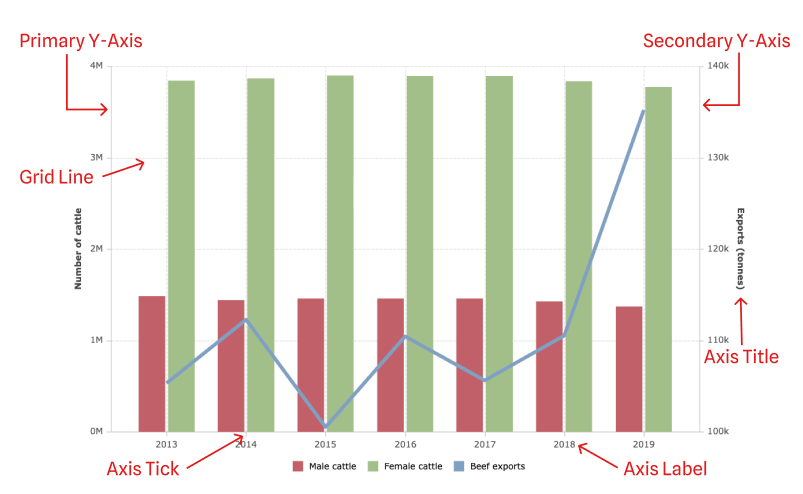 Primary Y-Axis
Secondary Y-Axis
4M
140k
3M
130k
Grid Line
Number of cattle
Exports (tonnes)
2M
120k
1M
110k
Axis Title
0M
100k
2013
2014
2015
2016
2017
2018
2019
Axis Tick
Male cattle
Female cattle
Beef exports
Axis Label